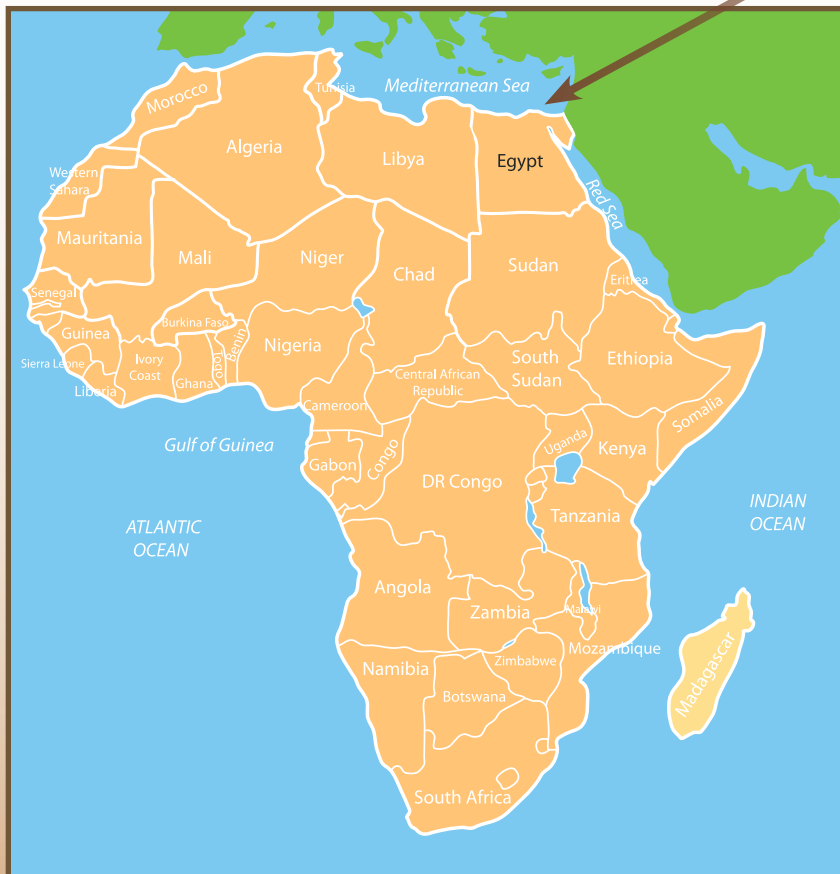 Mediterranean Sea
Tunisia
Morocco
Algeria
Libya
Egypt
Western
Sahara
Red Sea
Mauritania
Mali
Niger
Chad
Sudan
Eritrea
Senegal
Burkina Faso
Guinea
Benin
Nigeria
Togo
Ivory
Coast
Ghana
Sierra Leone
Liberia
Central African
Republic
South
Sudan
Ethiopia
Somalia
Cameroon
Gulf of Guinea
Gabon
Congo
DR Congo
Uganda
Kenya
Tanzania
ATLANTIC
OCEAN
INDIAN
OCEAN
Angola
Zambia
Malawi
Mozambique
Madagascar
Namibia
Zimbabwe
Botswana
South Africa